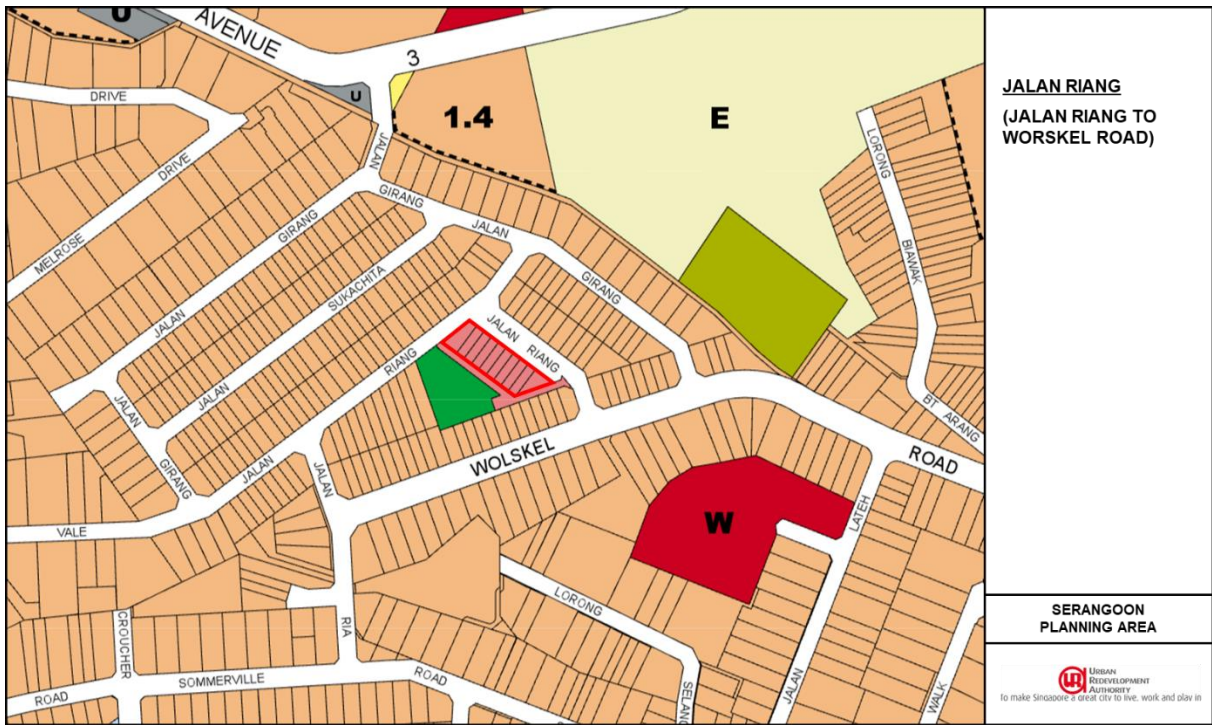 U
AVENUE
3
DRIVE
U
1.4
E
JALAN RIANG
(JALAN RIANG TO
WORSKEL ROAD)
JALAN
LORONG
DRIVE
GIRANG
GIRANG
JALAN
MELROSE
SUKACHITA
GIRANG
BIAWAK
JALAN
JALAN RIANG
RIANG
JALAN
JALAN
BT ARANG
WOLSKEL
ROAD
GIRANG
JALAN
JALAN
W
LATEH
VALE
LORONG
SERANGOON
PLANNING AREA
CROUCHER
RIA
SOMMERVILLE
ROAD
ROAD
SELANG
JALAN
WALK
URBAN
REDEVELOPMENT
AUTHORITY
To make Singapore a great city to live, work and play in